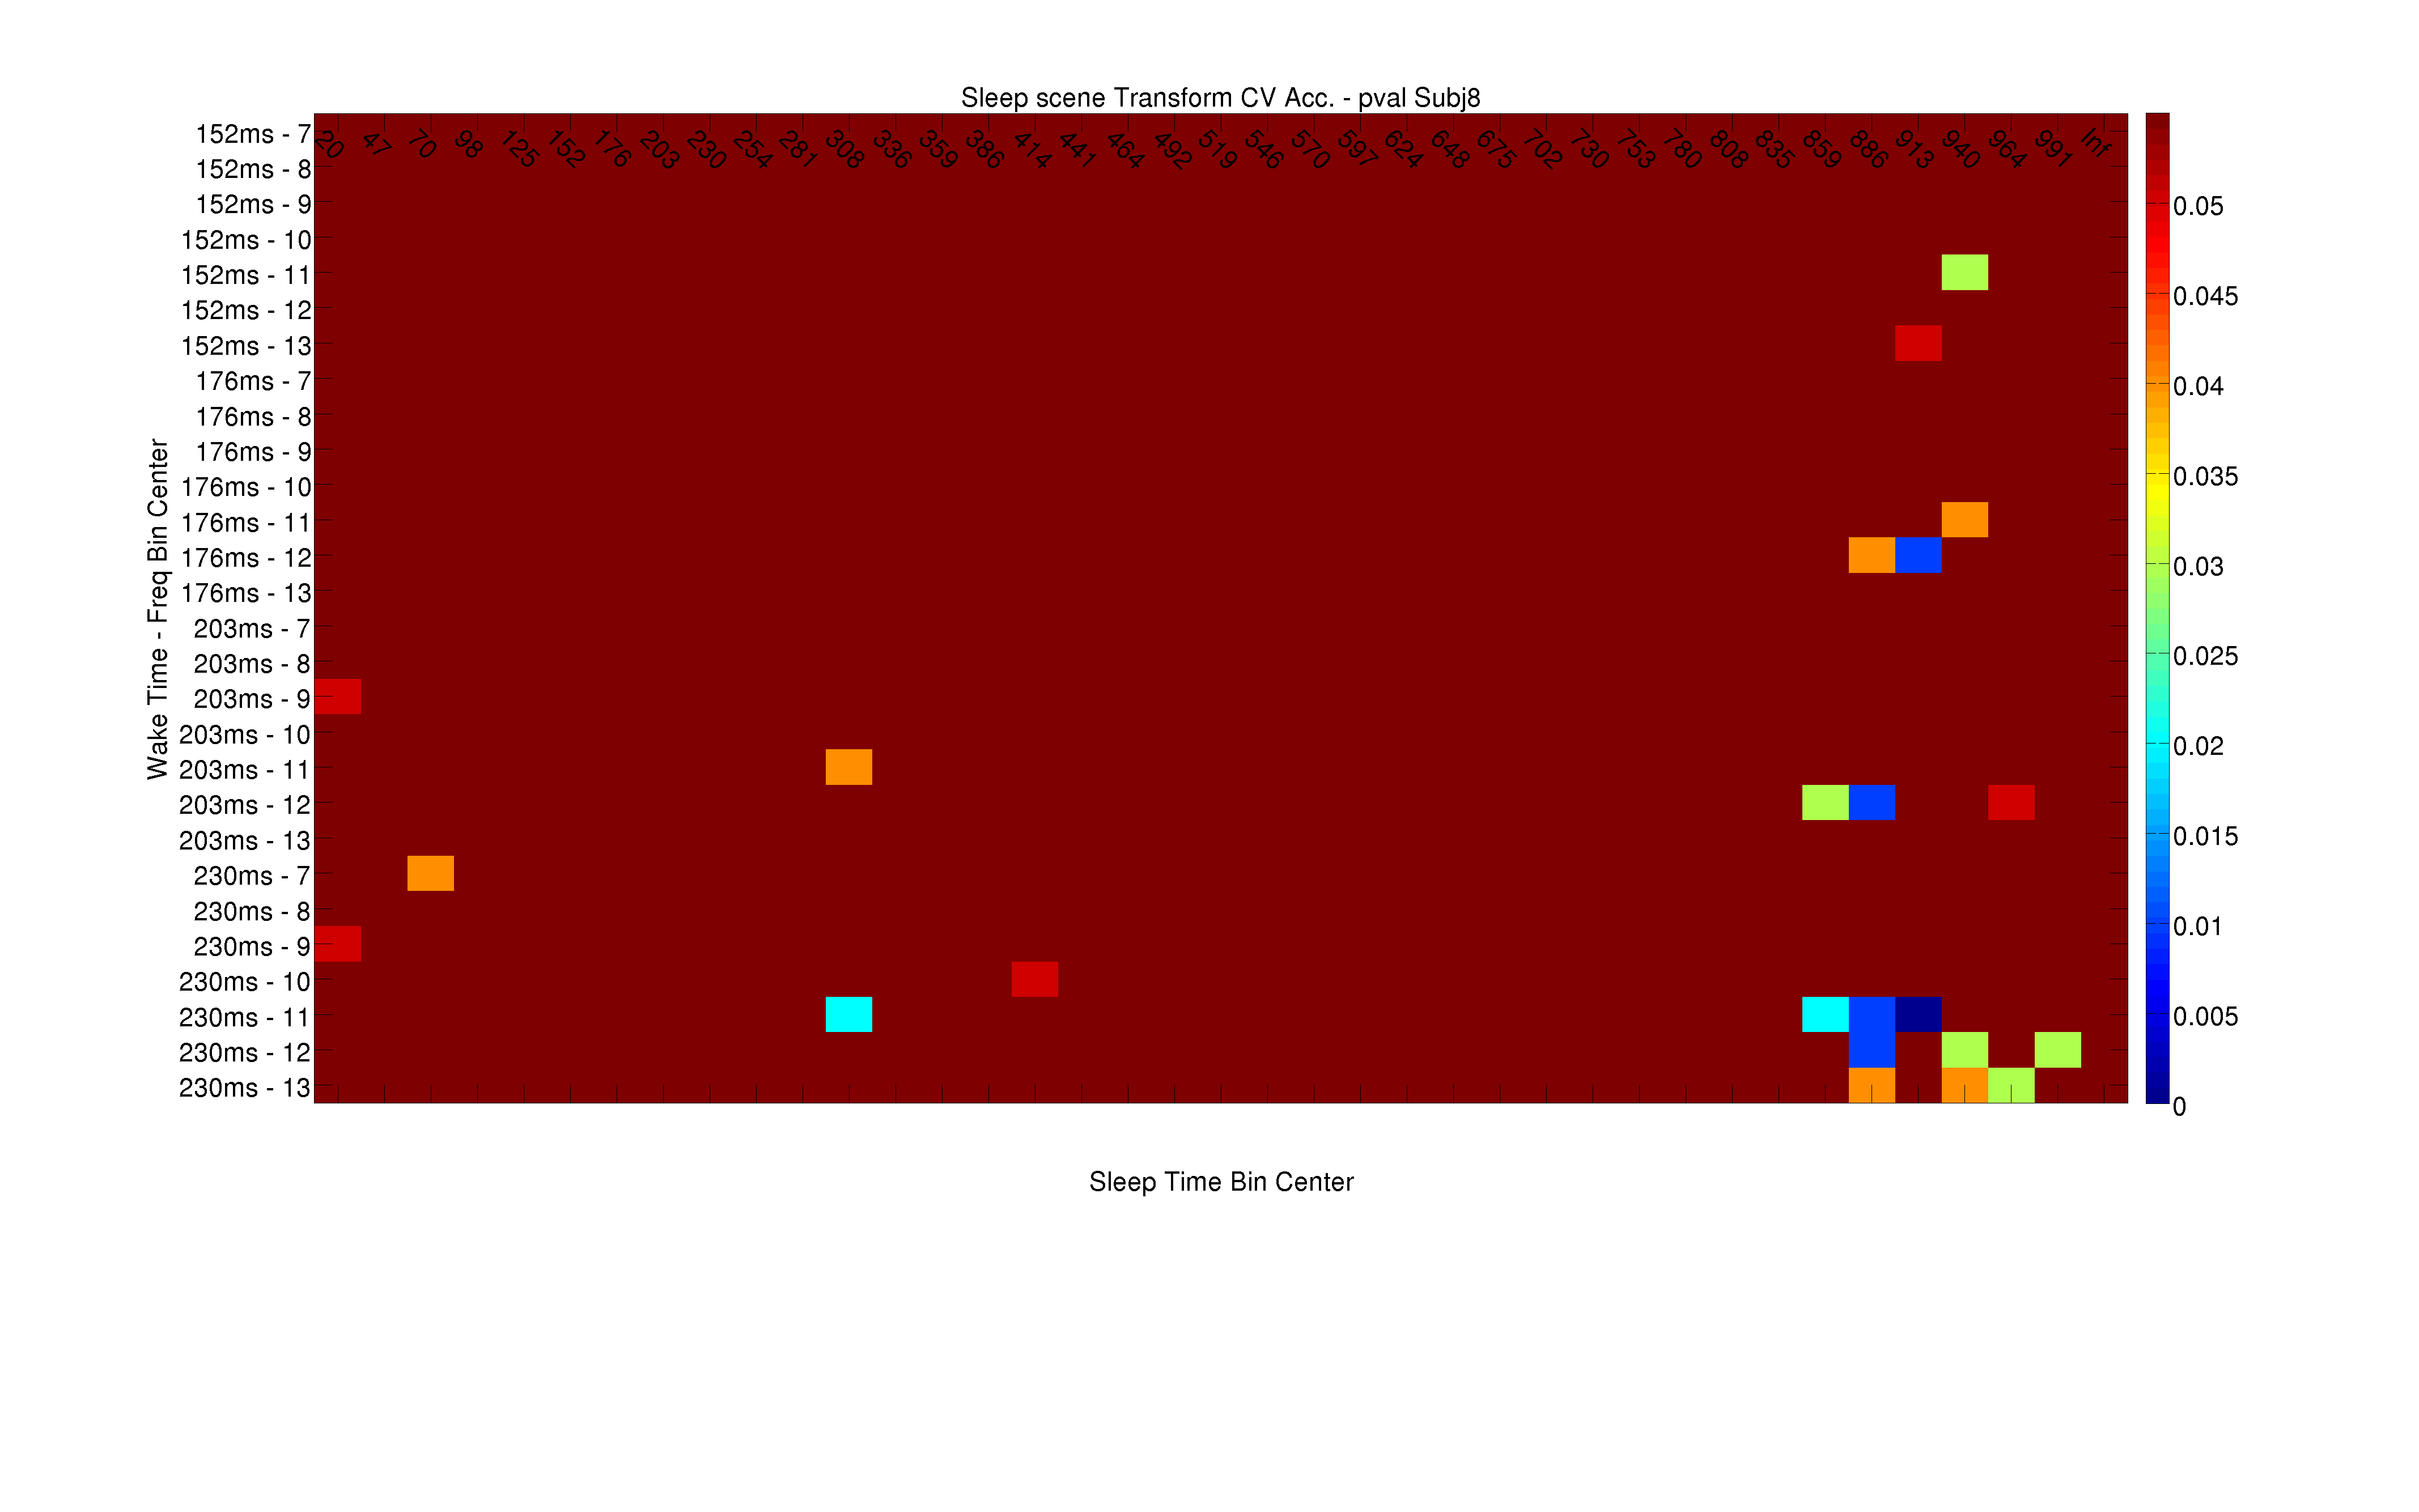 Sleep scene Transform CV Acc. - pval Subj8
20 47 70 98 125 152 176 203 230 254 281 308 336 359 386 414 441 464 492 519 546 570 597 624 648 675 702 730 753 780 808 835 859 886 913 940 964 991 Inf
152ms - 7
152ms - 8
152ms - 9
152ms - 10
152ms - 11
152ms - 12
152ms - 13
176ms - 7
176ms - 8
176ms - 9
176ms - 10
176ms - 11
176ms - 12
176ms - 13
203ms - 7
203ms - 8
203ms - 9
203ms - 10
203ms - 11
203ms - 12
203ms - 13
230ms - 7
230ms - 8
230ms - 9
230ms - 10
230ms - 11
230ms - 12
230ms - 13
Wake Time - Freq Bin Center
0.05
0.045
0.04
0.035
0.03
0.025
0.02
0.015
0.01
0.005
0
Sleep Time Bin Center